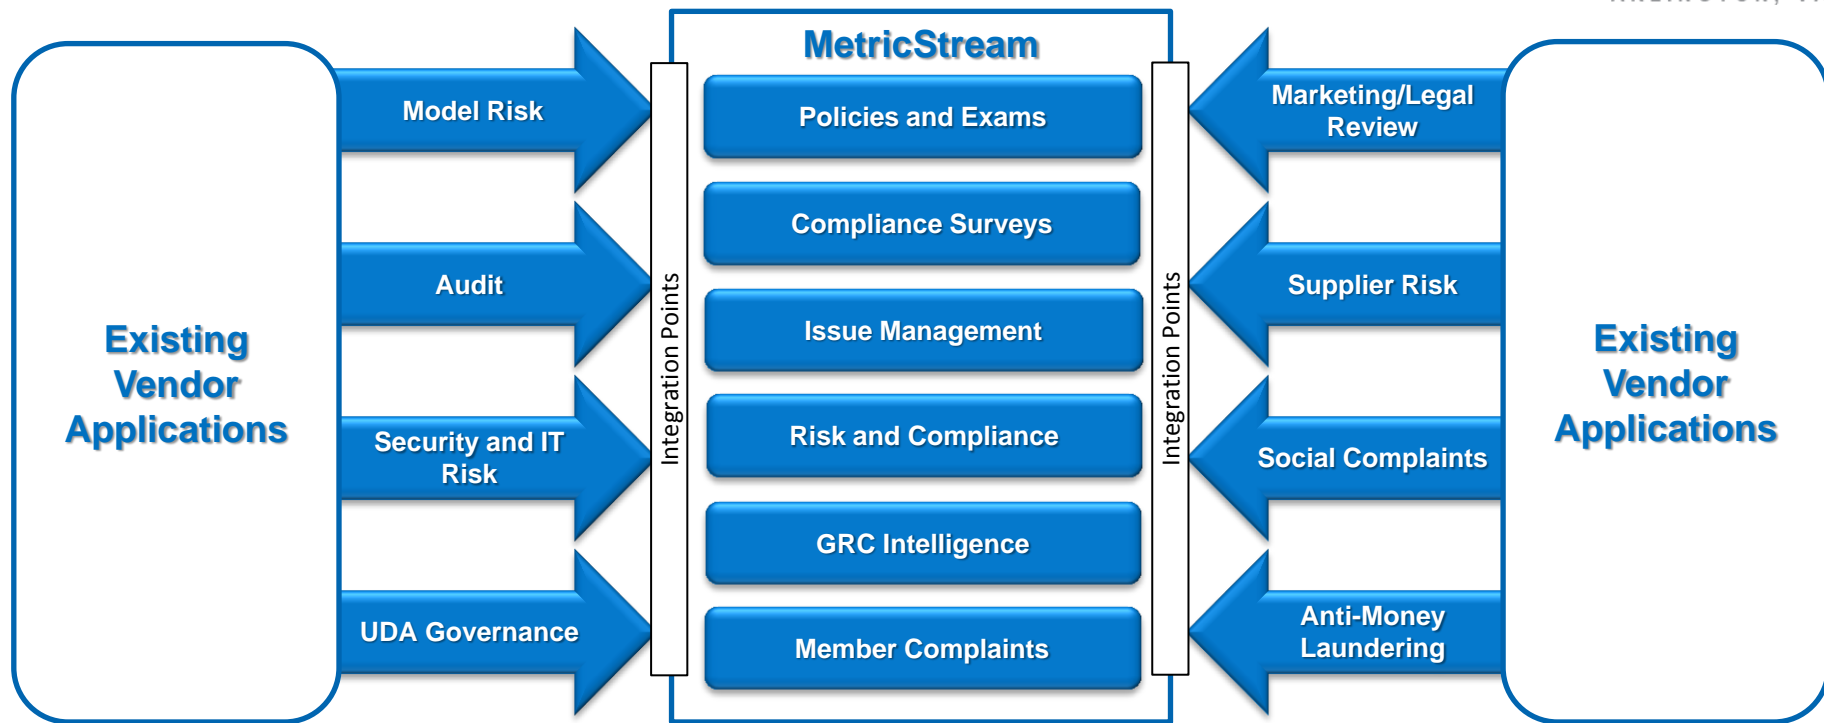 MetricStream
Existing
Vendor
Applications
Model Risk
Audit
Security and IT
Risk
UDA Governance
Integration Points
Policies and Exams
Compliance Surveys
Issue Management
Risk and Compliance
GRC Intelligence
Member Complaints
Integration Points
Marketing/Legal
Review
Supplier Risk
Social Complaints
Anti-Money
Laundering
Existing
Vendor
Applications